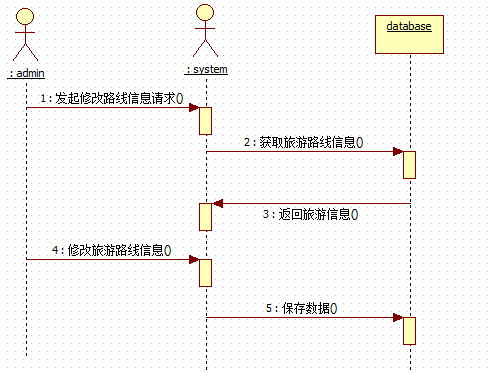 database
: admin
: system
1 : 发起修改路线信息请求()
2 : 获取旅游路线信息()
3 : 返回旅游信息()
4 : 修改旅游路线信息()
5 : 保存数据()